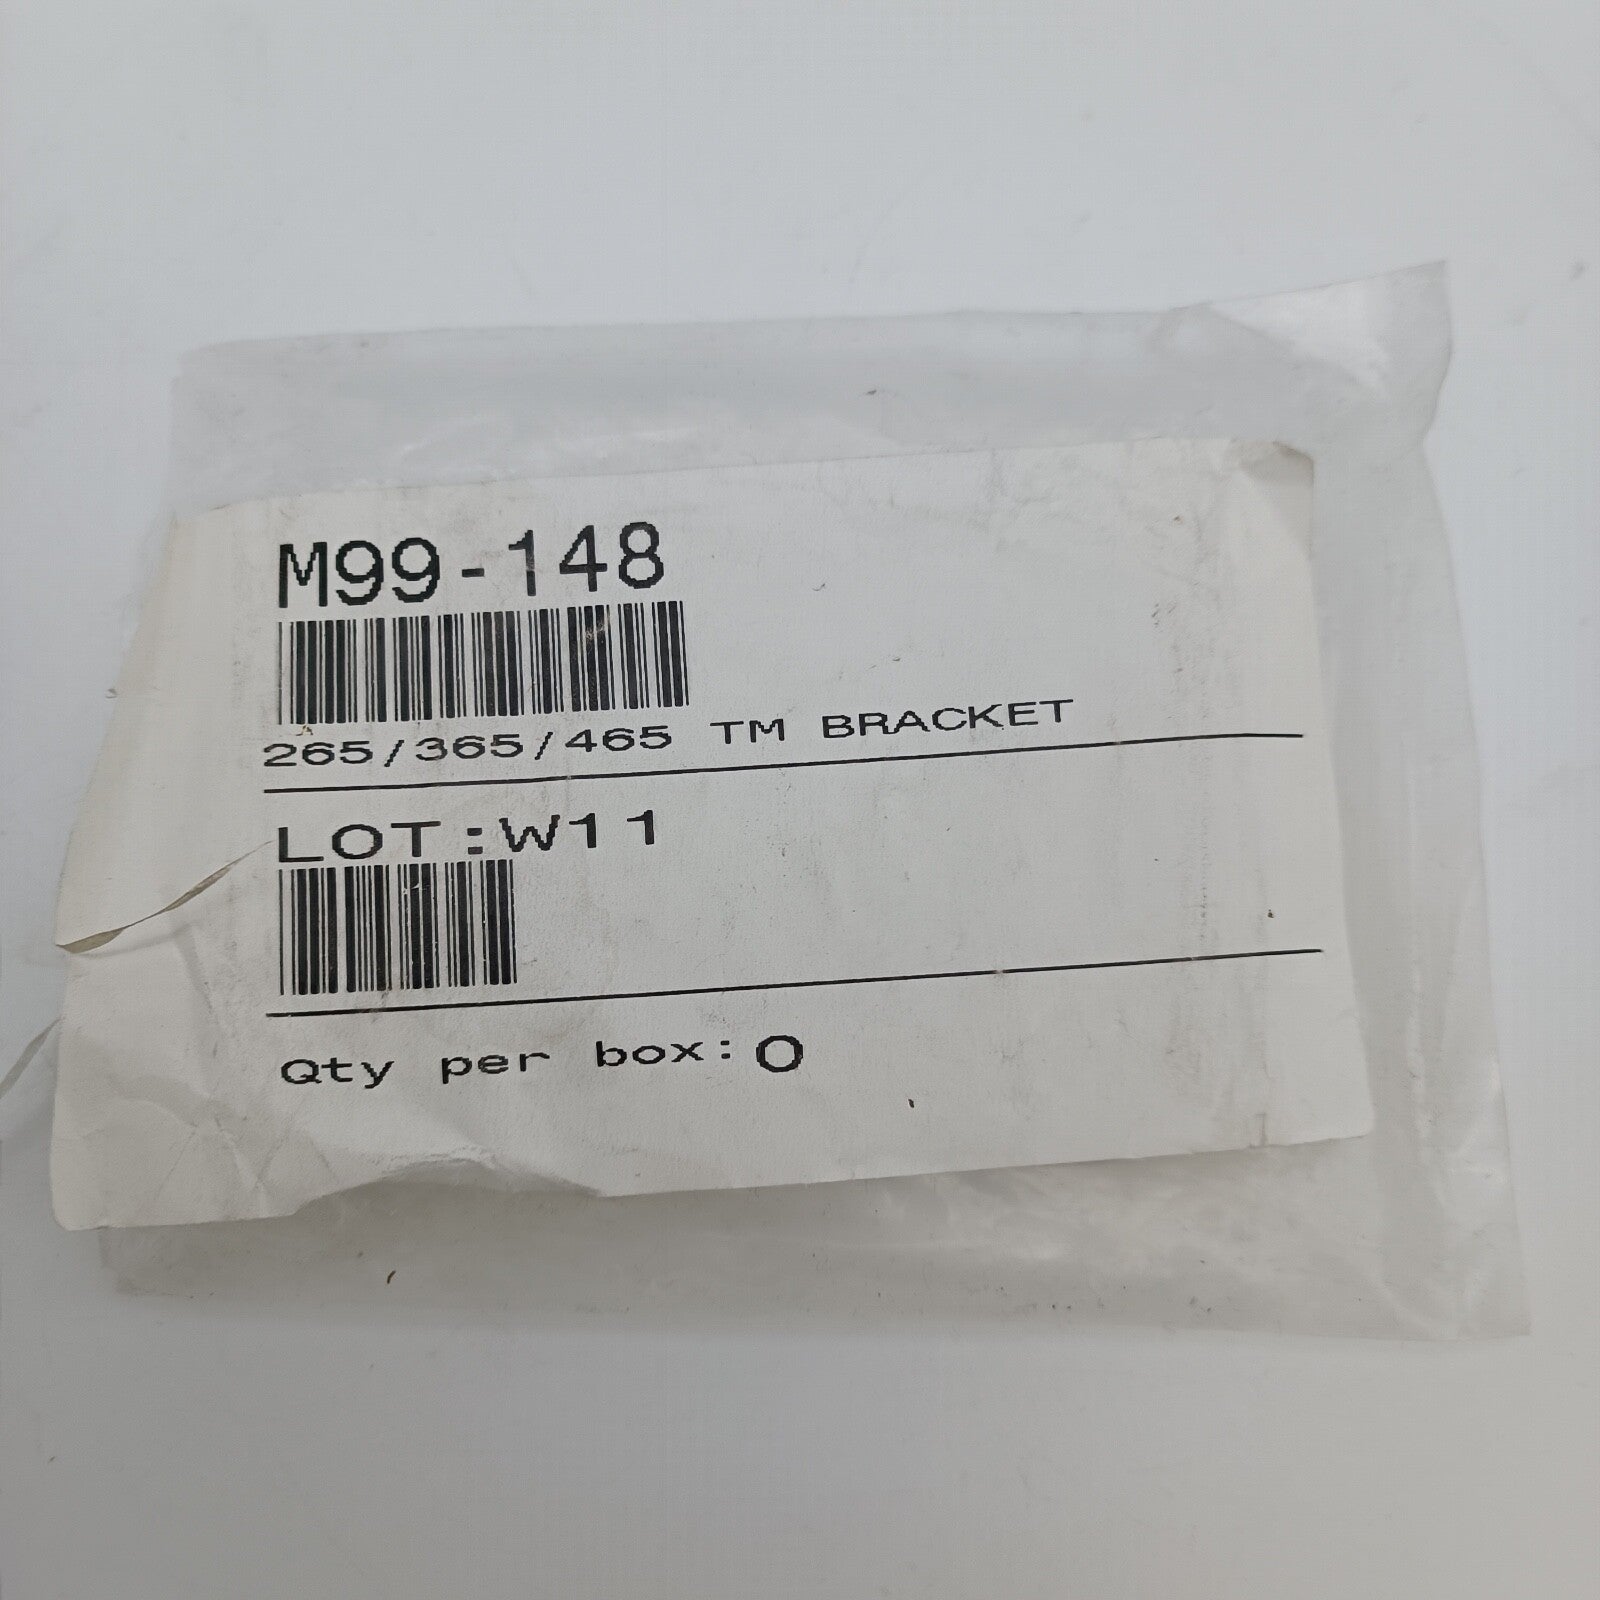 M99-148
265/365/465 TM BRACKET
LOT:W11
Qty per box:0